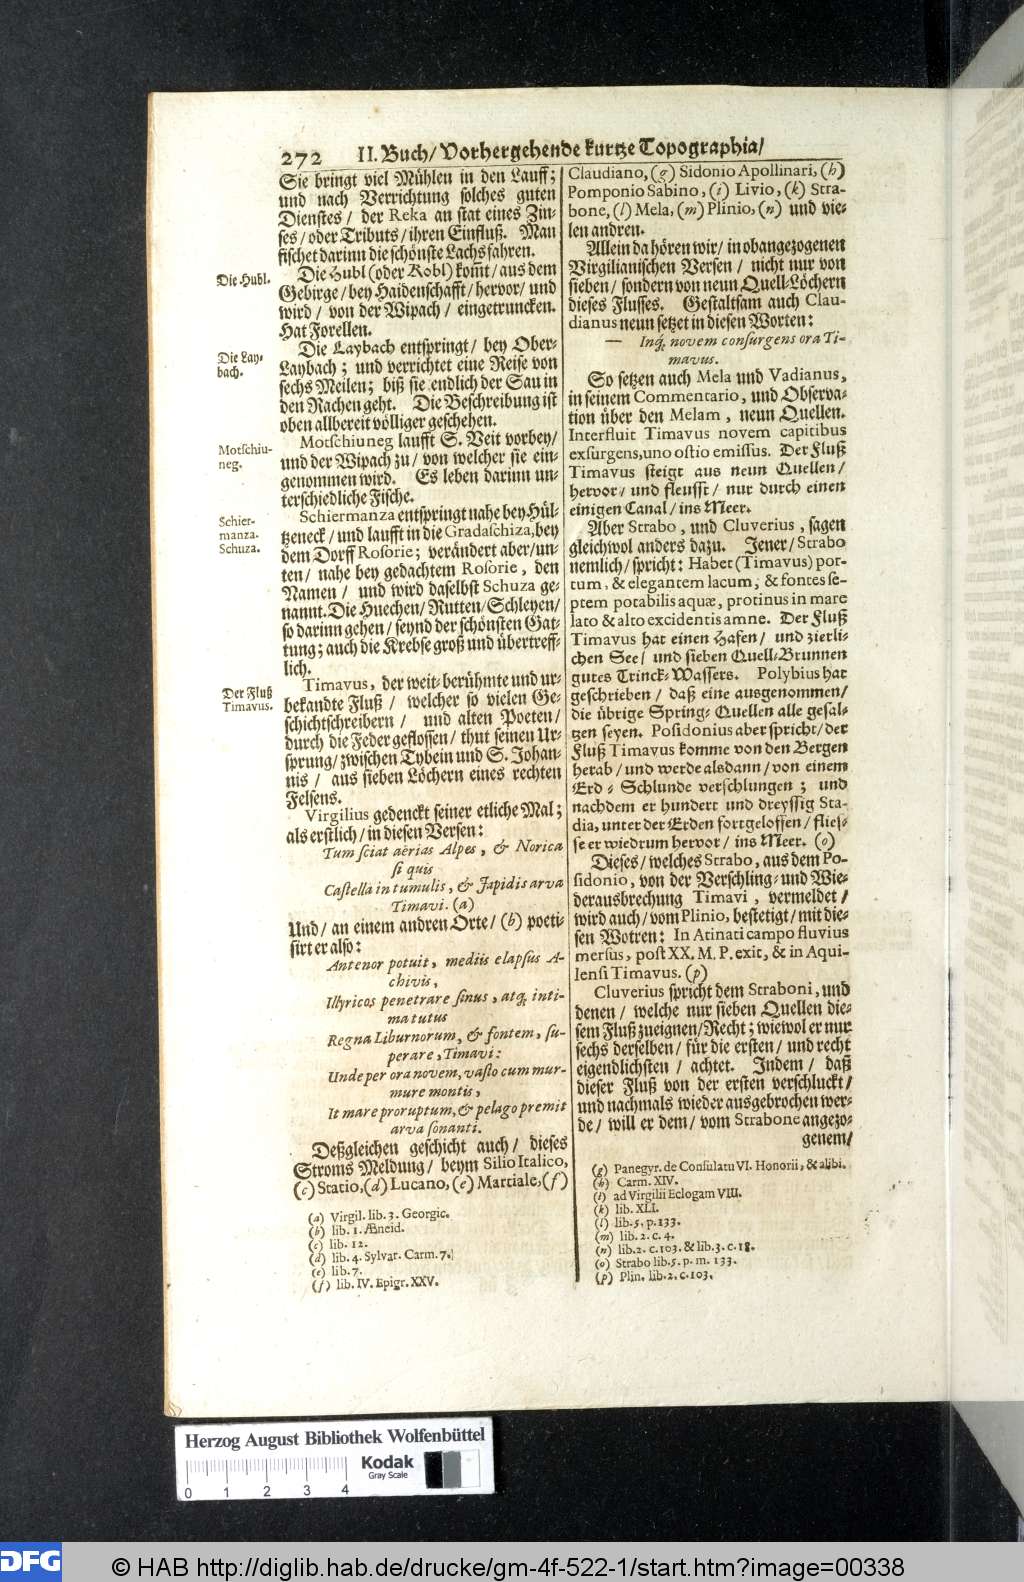 272 II. Buch/ Vorhergehende kurtze Topographia/
Sie bringt viel Mühlen in den Lauff;
und nach Verrichtung solches guten
Dienstes/ der Reka an stat eines Zin-
ses/ oder Tributs/ ihren Einfluß. Man
fischet darinn die schönste Lachsfahren.
Die Hubl.
Die Hubl (oder Kobl) kom̃t/ aus dem
Gebirge/ bey Haidenschafft/ hervor/ und
wird/ von der Wipach/ eingetruncken.
Hat Forellen.
Die Lay-
bach.
Die Laybach entspringt/ bey Ober-
Laybach; und verrichtet eine Reise von
sechs Meilen; biß sie endlich der Sau in
den Rachen geht. Die Beschreibung ist
oben allbereit völliger geschehen.
Motschiu-
neg.
Motschiuneg laufft S. Veit vorbey/
und der Wipach zu/ von welcher sie ein-
genommen wird. Es leben darinn un-
terschiedliche Fische.
Schier-
manza.
Schuza.
Schiermanza entspringt nahe bey Hül-
tzeneck/ und laufft in die Gradaschiza, bey
dem Dorff Rosorie; verändert aber/ un-
ten/ nahe bey gedachtem Rosorie, den
Namen/ und wird daselbst Schuza ge-
nannt. Die Huechen/ Rutten/ Schleyen/
so darinn gehen/ seynd der schönsten Gat-
tung; auch die Krebse groß und übertreff-
lich.
Der Fluß
Timavus.
Timavus, der weit-berühmte und ur-
bekandte Fluß/ welcher so vielen Ge-
schichtschreibern/ und alten Poeten/
durch die Feder geflossen/ thut seinen Ur-
sprung/ zwischen Tybein und S. Johan-
nis/ aus sieben Löchern eines rechten
Felsens.
Virgilius gedenckt seiner etliche Mal;
als erstlich/ in diesen Versen:
Tum sciat aërias Alpes, & Norica
si quis
Castella in tumulis, & Japidis arva
Timavi. (a)
Und/ an einem andren Orte/ (b) poeti-
sirt er also:
Antenor potuit, mediis elapsus A-
chivis,
Illyricos penetrare sinus, atq́; inti-
ma tutus
Regna Liburnorum, & fontem, su-
perare, Timavi:
Unde per ora novem, vasto cum mur-
mure montis,
It mare proruptum, & pelago premit
arva sonanti.
Deßgleichen geschicht auch/ dieses
Stroms Meldung/ beym Silio Italico,
(c) Statio, (d) Lucano, (e) Martiale, (f)
(a) Virgil. lib. 3. Georgic.
(b) lib. 1. Æneid.
(c) lib. 12.
(d) lib. 4. Sylvar. Carm. 7.
(e) lib. 7.
(f) lib. IV. Epigr. XXV.
Claudiano, (g) Sidonio Apollinari, (h)
Pomponio Sabino, (i) Livio, (k) Stra-
bone, (l) Mela, (m) Plinio, (n) und vie-
len andren.
Allein da hören wir/ in obangezogenen
Virgilianischen Versen/ nicht nur von
sieben/ sondern von neun Quell-Löchern
dieses Flusses. Gestaltsam auch Clau-
dianus neun setzet in diesen Worten:
— Inq́; novem consurgens ora Ti-
mavus.
So setzen auch Mela und Vadianus,
in seinem Commentario, und Observa-
tion über den Melam, neun Quellen.
Interfluit Timavus novem capitibus
exsurgens, uno ostio emissus. Der Fluß
Timavus steigt aus neun Quellen/
hervor/ und fleusst/ nur durch einen
einigen Canal/ ins Meer.
Aber Strabo, und Cluverius, sagen
gleichwol anders dazu. Jener/ Strabo
nemlich/ spricht: Habet (Timavus) por-
tum, & elegantem lacum, & fontes se-
ptem potabilis aquæ, protinus in mare
lato & alto excidentis amne. Der Fluß
Timavus hat einen Hafen/ und zierli-
chen See/ und sieben Quell-Brunnen
gutes Trinck-Wassers. Polybius hat
geschrieben/ daß eine ausgenommen/
die übrige Spring-Quellen alle gesal-
tzen seyen. Posidonius aber spricht/ der
Fluß Timavus komme von den Bergen
herab/ und werde alsdann/ von einem
Erd-Schlunde verschlungen; und
nachdem er hundert und dreyssig Sta-
dia, unter der Erden fortgeloffen/ flies-
se er wiedrum hervor/ ins Meer. (o)
Dieses/ welches Strabo, aus dem Po-
sidonio, von der Verschling- und Wie-
derausbrechung Timavi, vermeldet/
wird auch/ vom Plinio, bestetigt/ mit die-
sen Wotren: In Atinati campo fluvius
mersus, post XX. M. P. exit, & in Aqui-
lensi Timavus. (p)
Cluverius spricht dem Straboni, und
denen/ welche nur sieben Quellen die-
sem Fluß zueignen/ Recht; wiewol er nur
sechs derselben/ für die ersten/ und recht
eigendlichsten/ achtet. Indem/ daß
dieser Fluß von der ersten verschluckt/
und nachmals wieder ausgebrochen wer-
de/ will er dem/ vom Strabone angezo-
genem/
(g) Panegyr. de Consulatu VI. Honorii, & alibi.
(h) Carm. XIV.
(i) ad Virgilii Eclogam VIII.
(k) lib. XLI.
(l) lib. 5. p. 133.
(m) lib. 2. c. 4.
(n) lib. 2. c. 103. & lib. 3. c. 18.
(o) Strabo lib. 5. p. m. 133.
(p) Plin. lib. 2. c. 103.
Herzog August Bibliothek Wolfenbüttel
Kodak
Gray Scale
0 1 2 3 4
DFG
© HAB http://diglib.hab.de/drucke/gm-4f-522-1/start.htm?image=00338